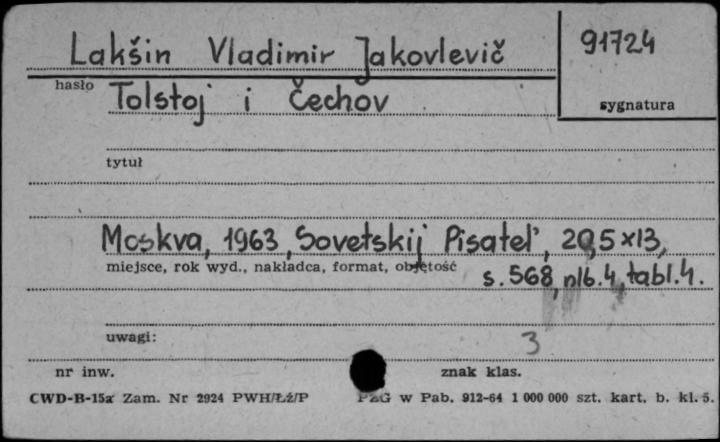 Lakšin Vladimir Jakovlevič 91724
hasło sygnatura
Tolstoj i Čechov
tytuł
Moskva, 1963, Sovetskij Pisatel', 20,5x13,
miejsce, rok wyd., nakładca, format, objętość
s. 568, nlb. 4, tabl. 4.
uwagi:
3
nr inw. znak klas.
CWD-B-15a Zam. Nr 2924 PWH/Łź/P PZG w Pab. 912-64 1 000 000 szt. kart. b. kl. 5.